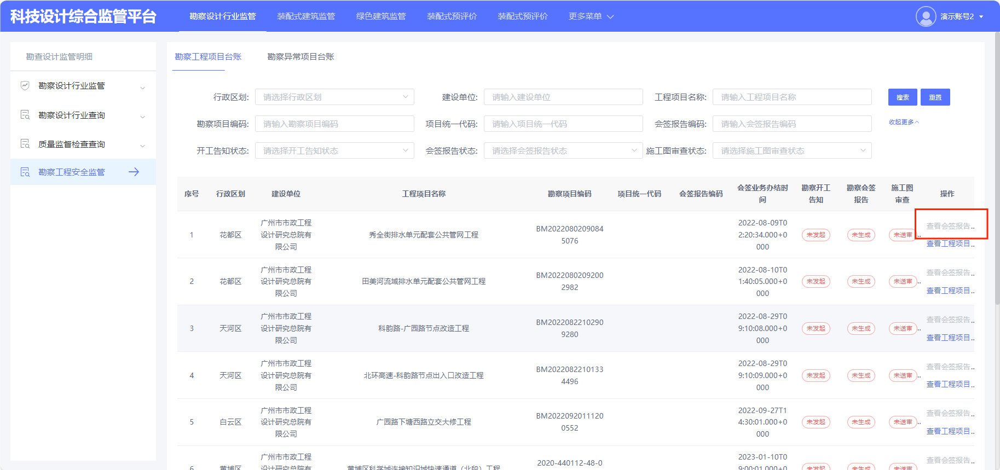 科技设计综合监管平台
勘察设计行业监管
装配式建筑监管
绿色建筑监管
装配式预评价
装配式预评价
更多菜单
演示账号2
勘查设计监管明细
勘察设计行业监管
勘察设计行业查询
质量监督检查查询
勘察工程安全监管
勘察工程项目台账
勘察异常项目台账
行政区划: 请选择行政区划
建设单位: 请输入建设单位
工程项目名称: 请输入工程项目名称
搜索
重置
勘察项目编码: 请输入勘察项目编码
项目统一代码: 请输入项目统一代码
会签报告编码: 请输入会签报告编码
收起更多
开工告知状态: 请选择开工告知状态
会签报告状态: 请选择会签报告状态
施工图审查状态: 请选择施工图审查状态
序号
行政区划
建设单位
工程项目名称
勘察项目编码
项目统一代码
会签报告编码
会签业务办结时
间
勘察开工
告知
勘察会签
报告
施工图
审查
操作
1
花都区
广州市市政工程
设计研究总院有
限公司
秀全街排水单元配套公共管网工程
BM2022080209084
5076
2022-08-09T0
2:20:34.000+0
000
未发起
未生成
未送审..
查看会签报告..
查看工程项目..
2
花都区
广州市市政工程
设计研究总院有
限公司
田美河流域排水单元配套公共管网工程
BM2022080209200
2982
2022-08-10T0
1:40:05.000+0
000
未发起
未生成
未送审..
查看会签报告..
查看工程项目..
3
天河区
广州市市政工程
设计研究总院有
限公司
科韵路-广园路节点改造工程
BM2022082210290
9280
2022-08-29T0
9:10:08.000+0
000
未发起
未生成
未送审..
查看会签报告..
查看工程项目..
4
天河区
广州市市政工程
设计研究总院有
限公司
北环高速-科韵路节点出入口改造工程
BM2022082210133
4496
2022-08-29T0
9:10:09.000+0
000
未发起
未生成
未送审..
查看会签报告..
查看工程项目..
5
白云区
广州市市政工程
设计研究总院有
限公司
广园路下塘西路立交大修工程
BM2022092011120
0552
2022-09-27T1
4:30:01.000+0
000
未发起
未生成
未送审..
查看会签报告..
查看工程项目..
6
黄埔区
广州市市政工程
设计研究总院有
黄埔区科学城连接知识城快速通道（北段）工程
2020-440112-48-0
2023-01-10T0
9:00:01.000+0
未发起
未生成
未送审
查看会签报告..